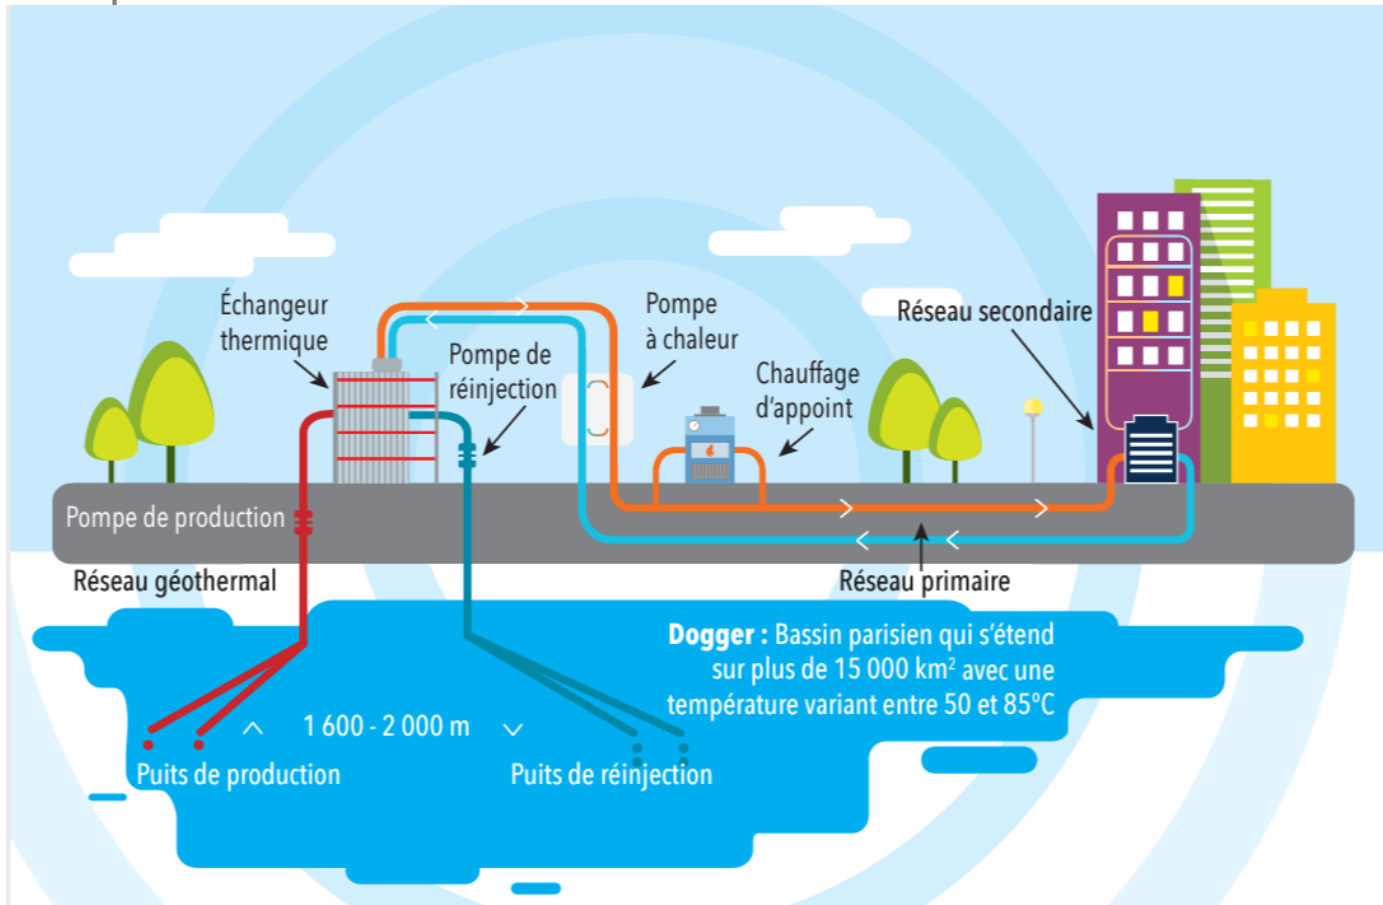 Échangeur
thermique
Pompe de
réinjection
Pompe
à chaleur
Chauffage
d’appoint
Réseau secondaire
Pompe de production
Réseau géothermal
Réseau primaire
Dogger : Bassin parisien qui s’étend
sur plus de 15 000 km² avec une
température variant entre 50 et 85°C
1 600 - 2 000 m
Puits de production
Puits de réinjection